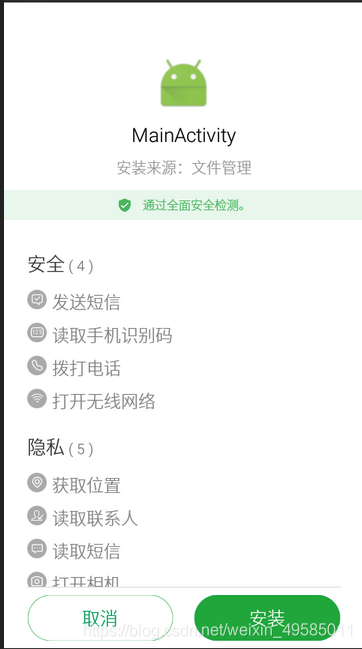 MainActivity
安装来源：文件管理
通过全面安全检测。
安全 ( 4 )
发送短信
读取手机识别码
拨打电话
打开无线网络
隐私 ( 5 )
获取位置
读取联系人
读取短信
打开相机
取消
安装
https://blog.csdn.net/weixin_49585011